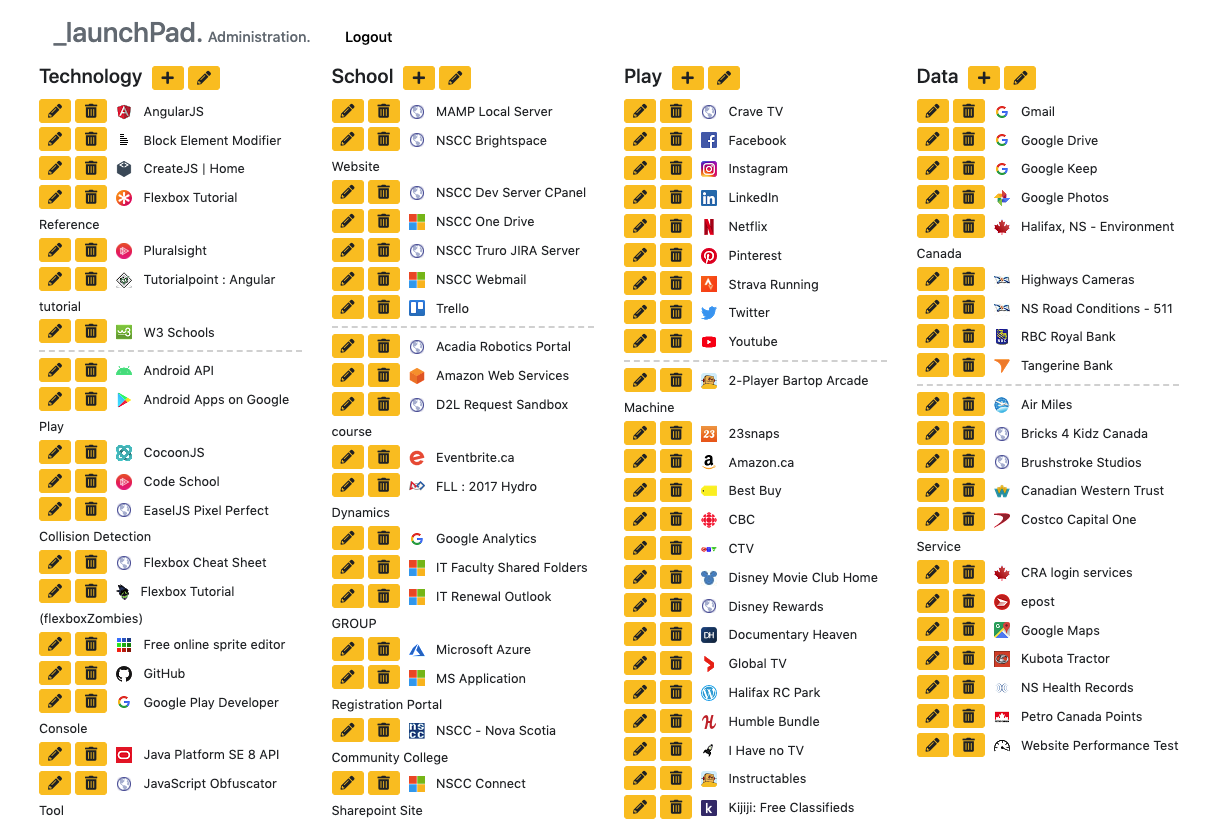 _launchPad. Administration. Logout
Technology
AngularJS
Block Element Modifier
CreateJS | Home
Flexbox Tutorial
Reference
Pluralsight
Tutorialpoint : Angular
tutorial
W3 Schools
Android API
Android Apps on Google
Play
CocoonJS
Code School
EaselJS Pixel Perfect
Collision Detection
Flexbox Cheat Sheet
Flexbox Tutorial
(flexboxZombies)
Free online sprite editor
GitHub
Google Play Developer
Console
Java Platform SE 8 API
JavaScript Obfuscator
Tool
School
MAMP Local Server
NSCC Brightspace
Website
NSCC Dev Server CPanel
NSCC One Drive
NSCC Truro JIRA Server
NSCC Webmail
Trello
Acadia Robotics Portal
Amazon Web Services
D2L Request Sandbox
course
Eventbrite.ca
FLL : 2017 Hydro
Dynamics
Google Analytics
IT Faculty Shared Folders
IT Renewal Outlook
GROUP
Microsoft Azure
MS Application
Registration Portal
NSCC - Nova Scotia
Community College
NSCC Connect
Sharepoint Site
Play
Crave TV
Facebook
Instagram
LinkedIn
Netflix
Pinterest
Strava Running
Twitter
Youtube
2-Player Bartop Arcade
Machine
23snaps
Amazon.ca
Best Buy
CBC
CTV
Disney Movie Club Home
Disney Rewards
Documentary Heaven
Global TV
Halifax RC Park
Humble Bundle
I Have no TV
Instructables
Kijiji: Free Classifieds
Data
Gmail
Google Drive
Google Keep
Google Photos
Halifax, NS - Environment
Canada
Highways Cameras
NS Road Conditions - 511
RBC Royal Bank
Tangerine Bank
Air Miles
Bricks 4 Kidz Canada
Brushstroke Studios
Canadian Western Trust
Costco Capital One
Service
CRA login services
epost
Google Maps
Kubota Tractor
NS Health Records
Petro Canada Points
Website Performance Test